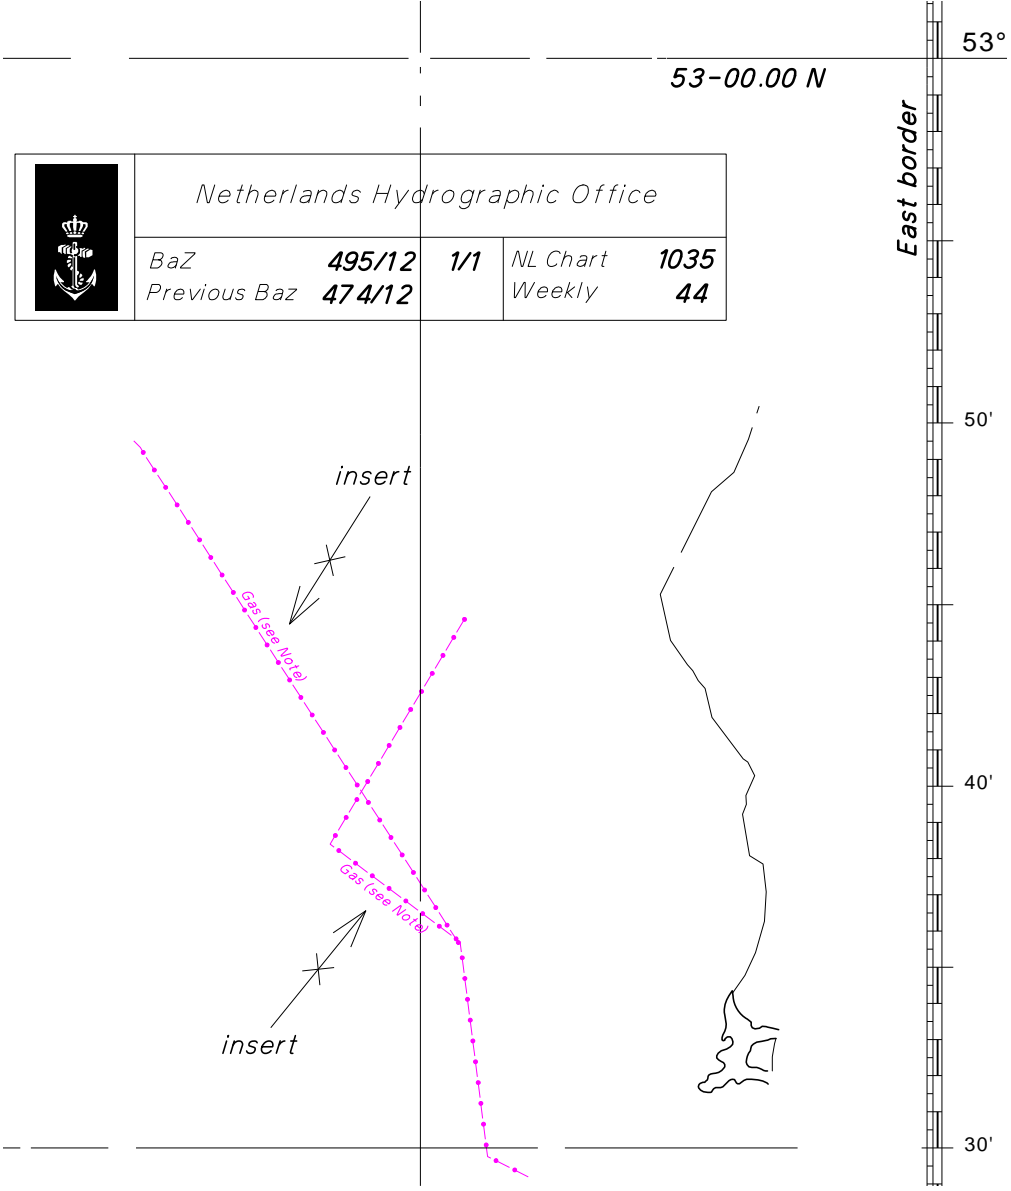 53°
53-00.00 N
East border
Netherlands Hydrographic Office
BaZ 495/12 1/1 NL Chart 1035
Previous Baz 474/12 Weekly 44
50'
insert
Gas (see Note)
40'
Gas (see Note)
insert
30'